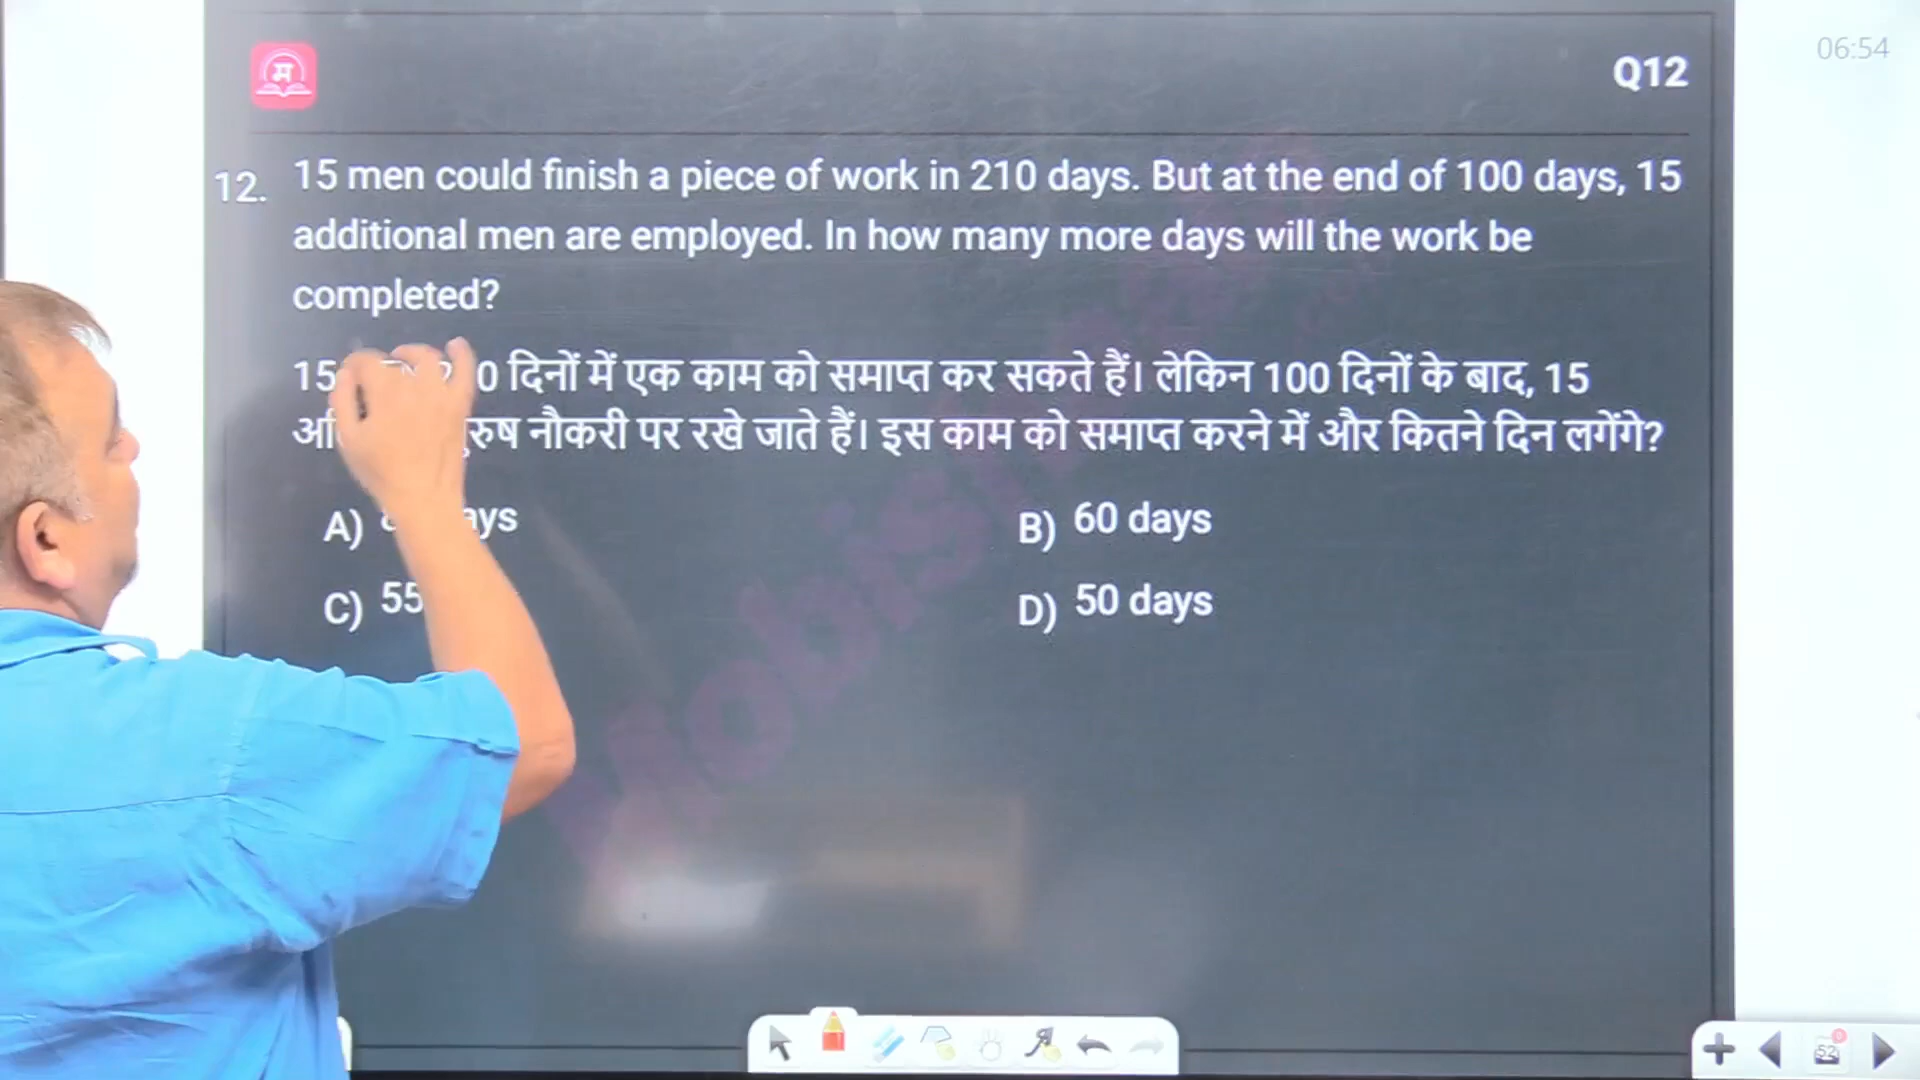 06:54
म
Q12
12. 15 men could finish a piece of work in 210 days. But at the end of 100 days, 15
additional men are employed. In how many more days will the work be
completed?
15 दिनों में एक काम को समाप्त कर सकते हैं। लेकिन 100 दिनों के बाद, 15
नौकरी पर रखे जाते हैं। इस काम को समाप्त करने में और कितने दिन लगेंगे?
A)
B) 60 days
C) 55
D) 50 days
52